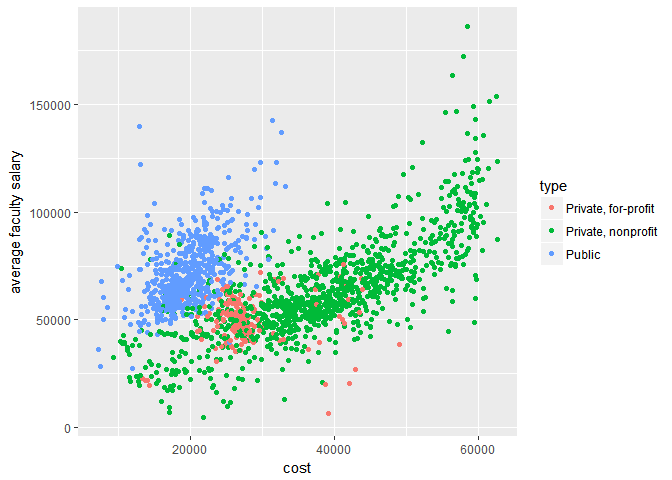 150000
100000
50000
0
average faculty salary
20000
40000
60000
cost
type
Private, for-profit
Private, nonprofit
Public